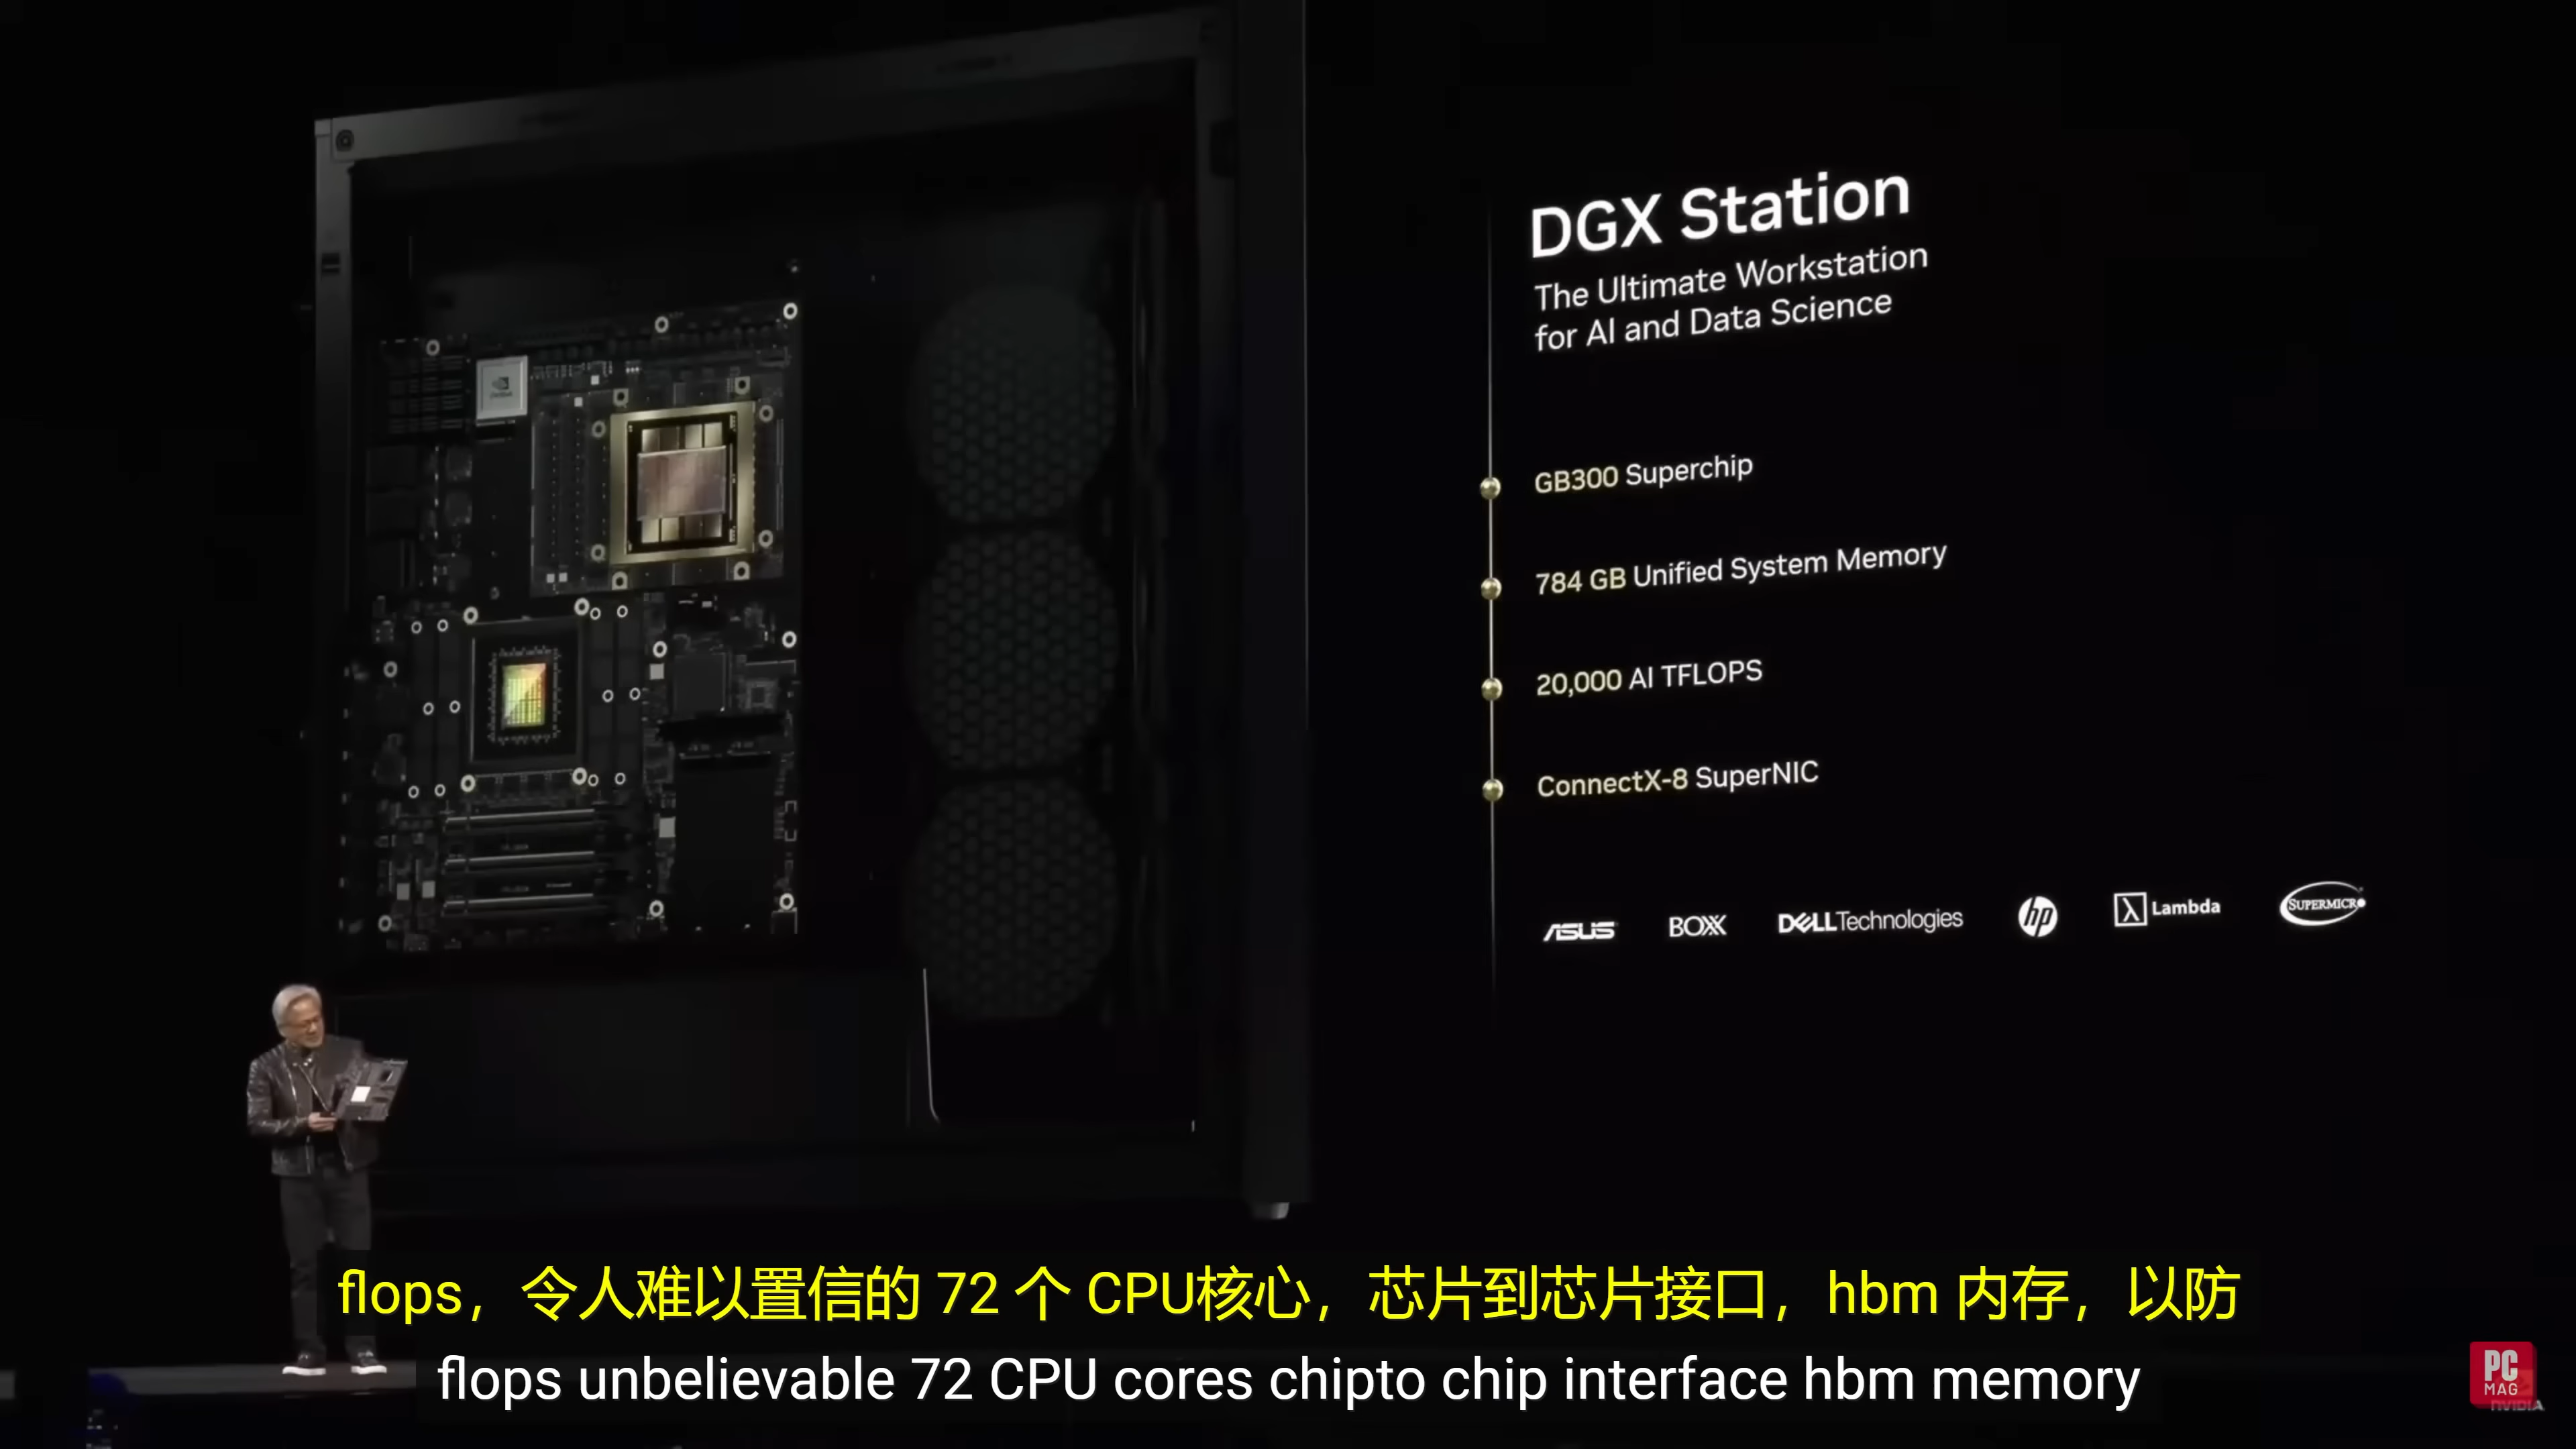 DGX Station
The Ultimate Workstation
for AI and Data Science
GB300 Superchip
784 GB Unified System Memory
20,000 AI TFLOPS
ConnectX-8 SuperNIC
ASUS BOXX DELLTechnologies hp Lambda SUPERMICRO
flops，令人难以置信的 72 个 CPU核心，芯片到芯片接口，hbm 内存，以防
flops unbelievable 72 CPU cores chipto chip interface hbm memory
PC
MAG
NVIDIA